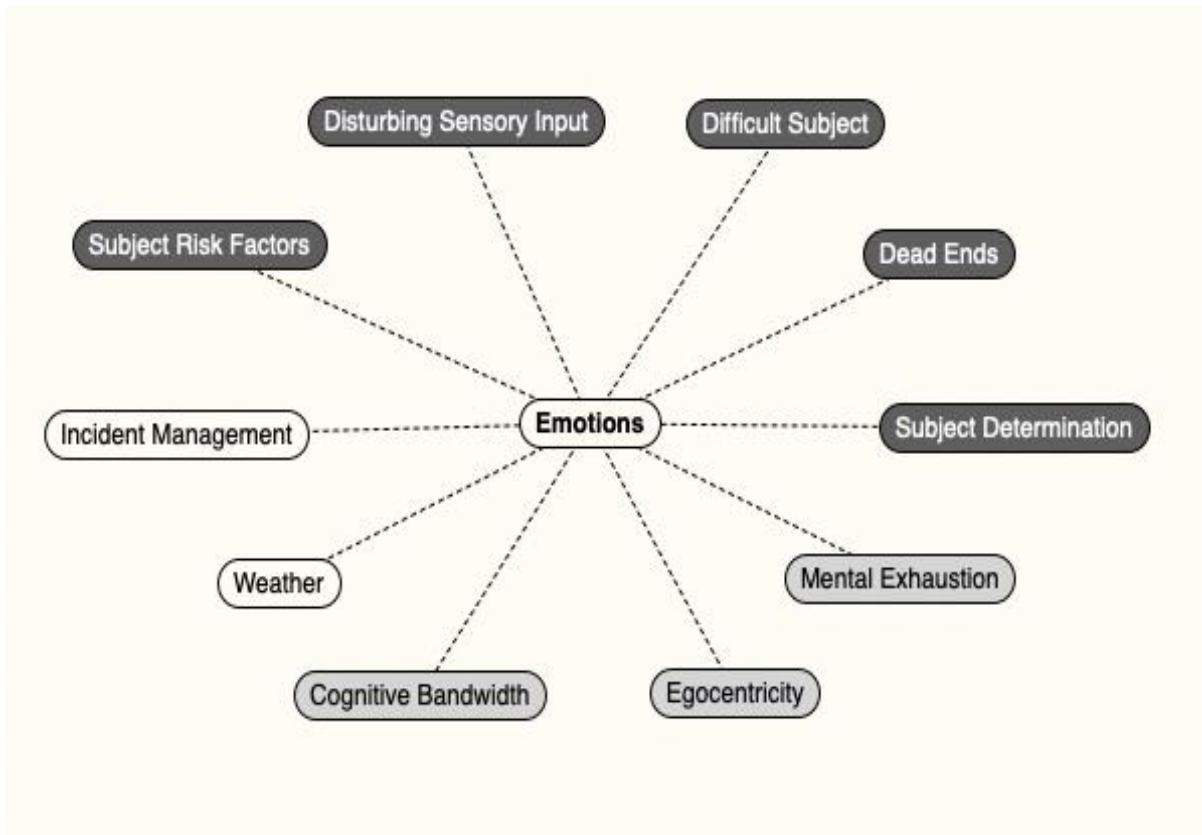 Disturbing Sensory Input
Difficult Subject
Subject Risk Factors
Dead Ends
Emotions
Incident Management
Subject Determination
Weather
Mental Exhaustion
Cognitive Bandwidth
Egocentricity